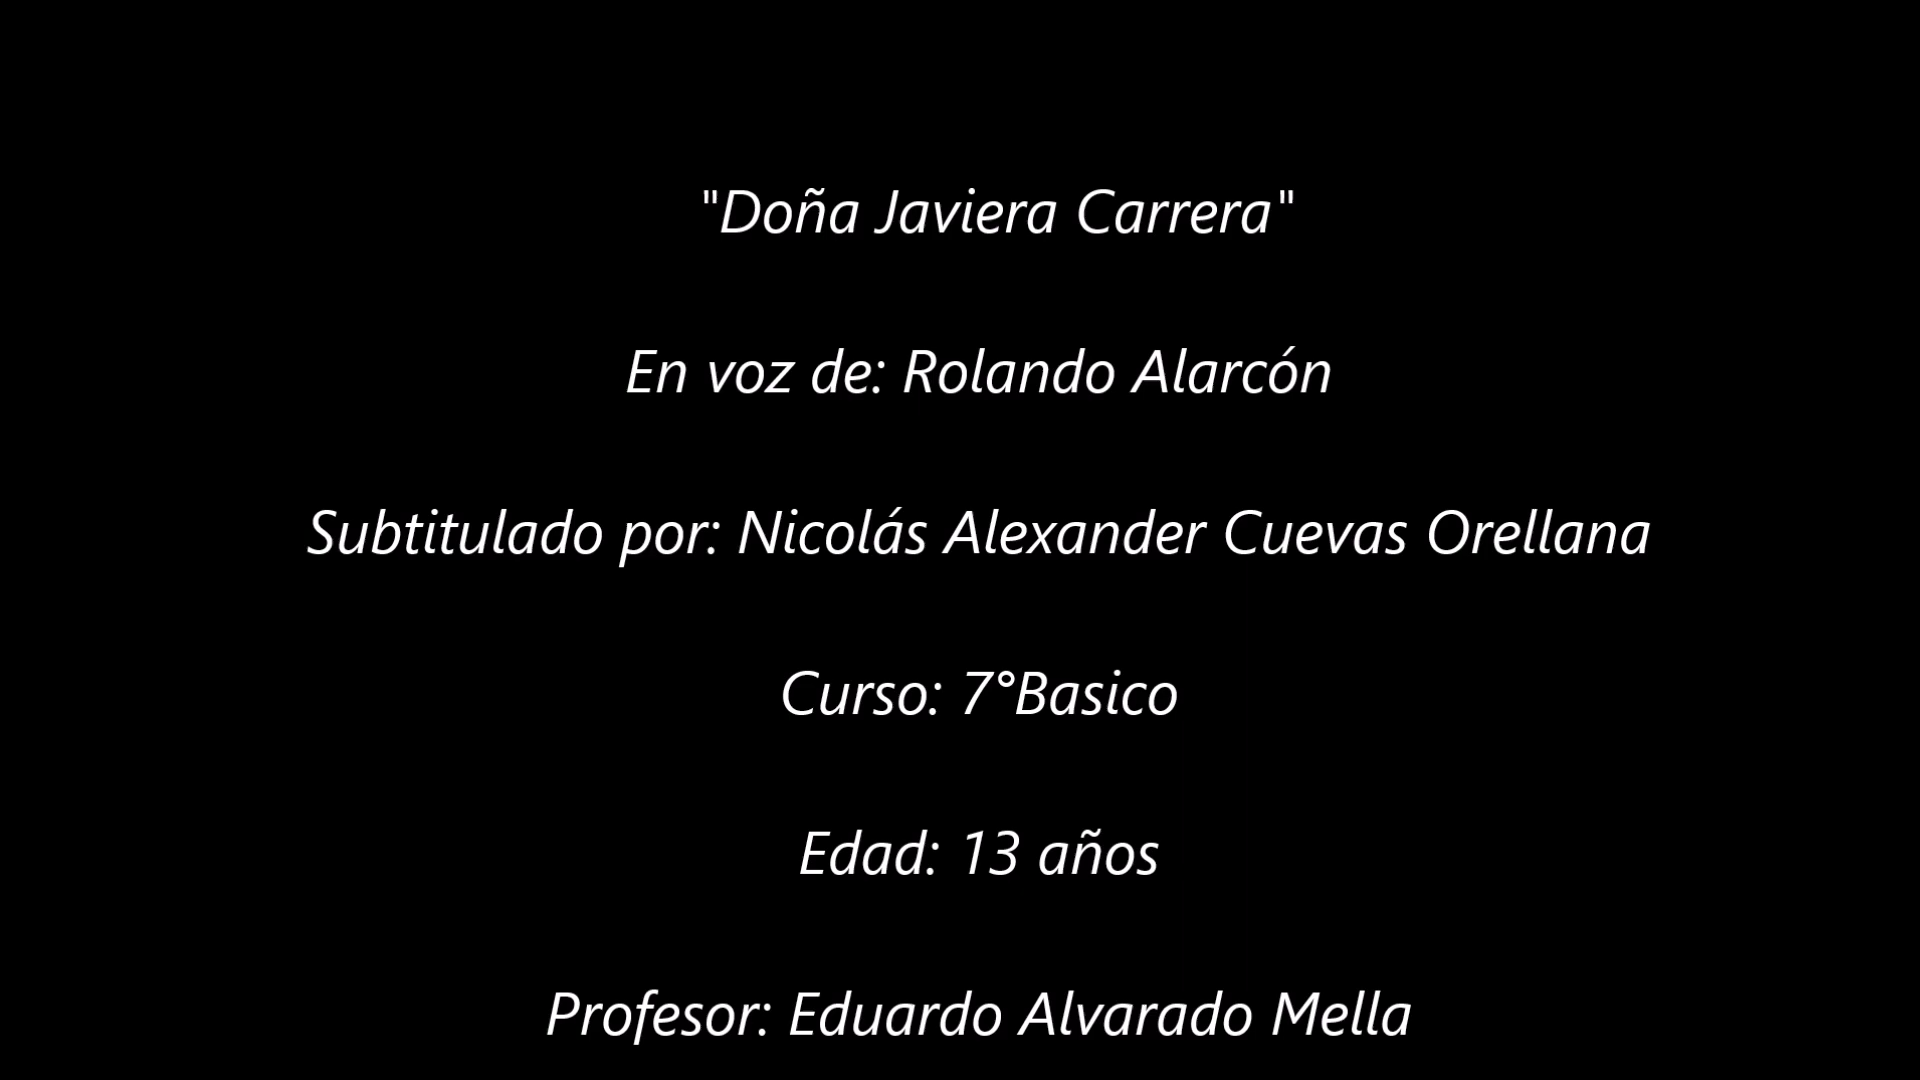 "Doña Javiera Carrera"
En voz de: Rolando Alarcón
Subtitulado por: Nicolás Alexander Cuevas Orellana
Curso: 7°Basico
Edad: 13 años
Profesor: Eduardo Alvarado Mella